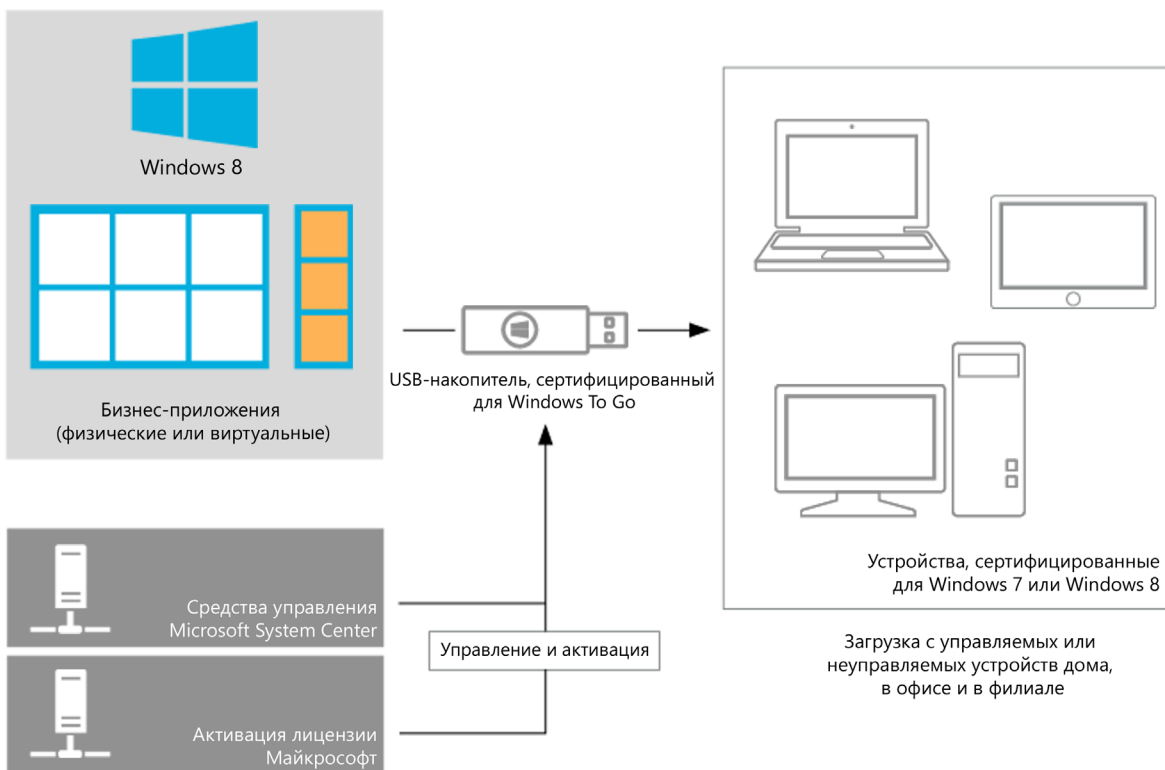 Windows 8
Бизнес-приложения
(физические или виртуальные)
USB-накопитель, сертифицированный
для Windows To Go
Устройства, сертифицированные
для Windows 7 или Windows 8
Загрузка с управляемых или
неуправляемых устройств дома,
в офисе и в филиале
Средства управления
Microsoft System Center
Управление и активация
Активация лицензии
Майкрософт